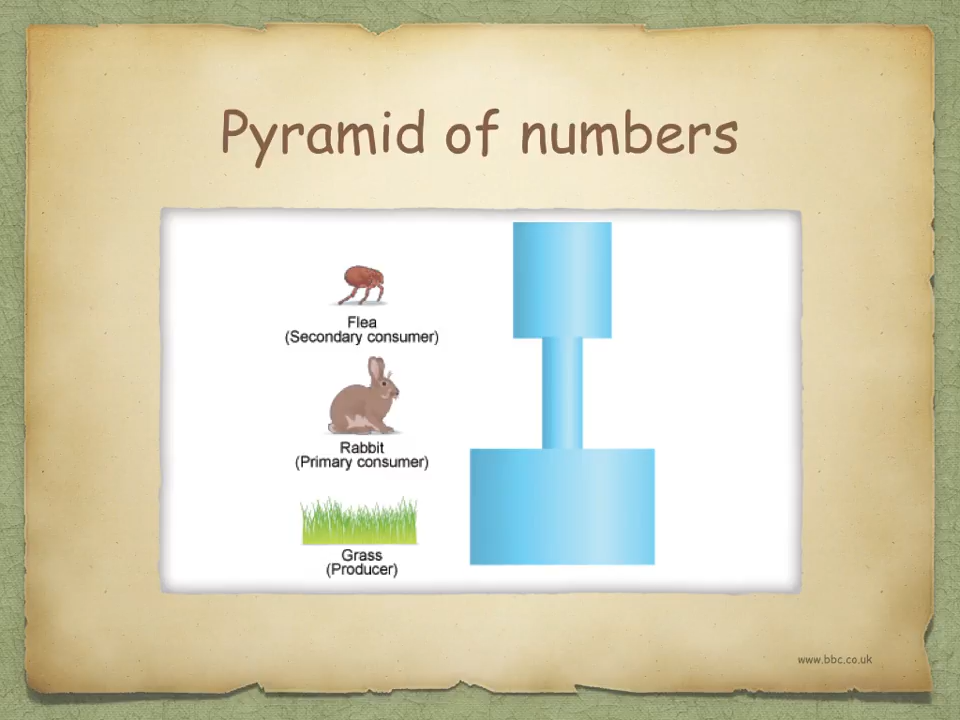 Pyramid of numbers
Flea
(Secondary consumer)
Rabbit
(Primary consumer)
Grass
(Producer)
www.bbc.co.uk